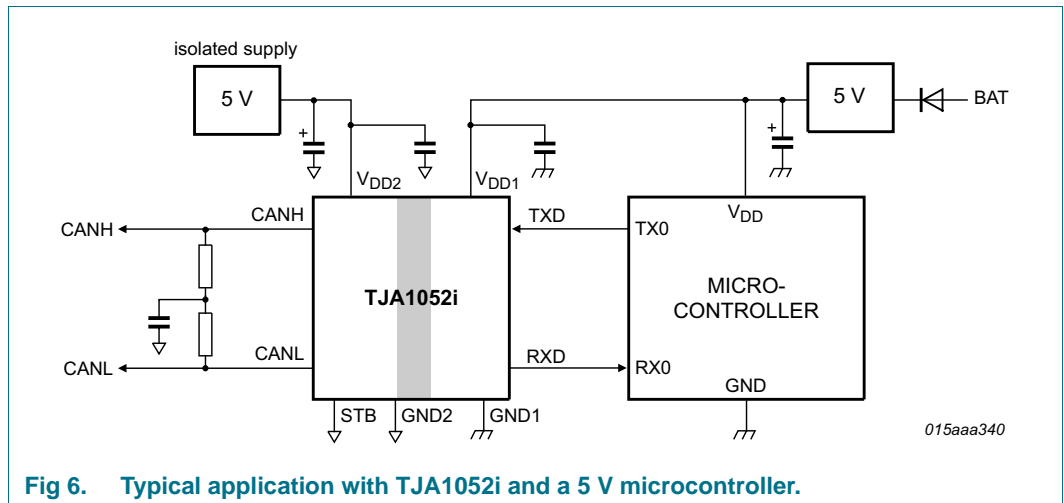 isolated supply
5 V
5 V
BAT
+
+
VDD2
VDD1
CANH
CANH
TXD
TX0
VDD
TJA1052i
MICRO-
CONTROLLER
CANL
CANL
RXD
RX0
GND
STB
GND2
GND1
015aaa340
Fig 6. Typical application with TJA1052i and a 5 V microcontroller.